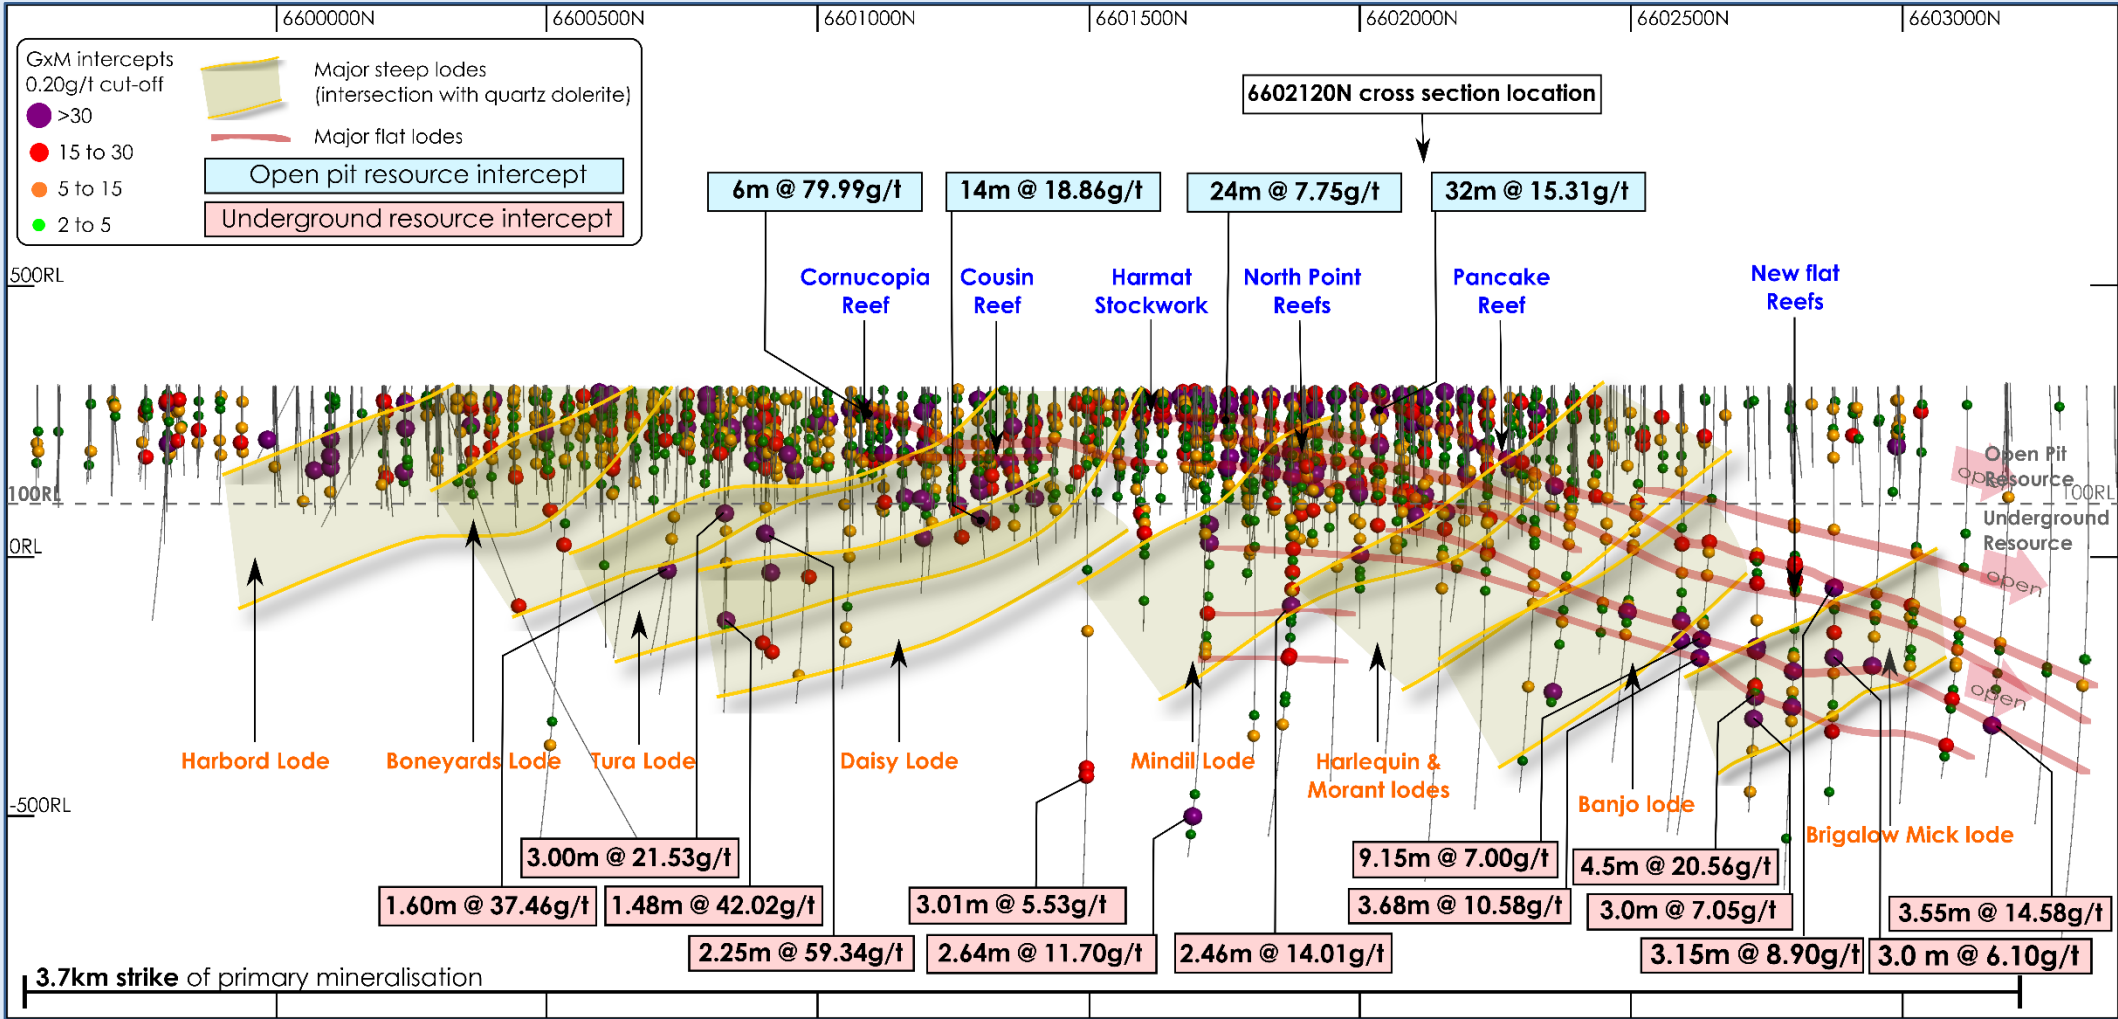 6600000N
6600500N
6601000N
6601500N
6602000N
6602500N
6603000N
GxM intercepts
0.20g/t cut-off
>30
15 to 30
5 to 15
2 to 5
Major steep lodes
(intersection with quartz dolerite)
Major flat lodes
Open pit resource intercept
Underground resource intercept
6602120N cross section location
6m @ 79.99g/t
14m @ 18.86g/t
24m @ 7.75g/t
32m @ 15.31g/t
500RL
Cornucopia
Reef
Cousin
Reef
Harmat
Stockwork
North Point
Reefs
Pancake
Reef
New flat
Reefs
100RL
100RL
Open Pit
Resource
open
Underground
Resource
0RL
open
open
Harbord Lode
Boneyards Lode
Tura Lode
Daisy Lode
Mindil Lode
Harlequin &
Morant lodes
Banjo lode
Brigalow Mick lode
-500RL
3.00m @ 21.53g/t
1.60m @ 37.46g/t
1.48m @ 42.02g/t
2.25m @ 59.34g/t
3.01m @ 5.53g/t
2.64m @ 11.70g/t
2.46m @ 14.01g/t
9.15m @ 7.00g/t
3.68m @ 10.58g/t
4.5m @ 20.56g/t
3.0m @ 7.05g/t
3.15m @ 8.90g/t
3.55m @ 14.58g/t
3.0 m @ 6.10g/t
3.7km strike of primary mineralisation